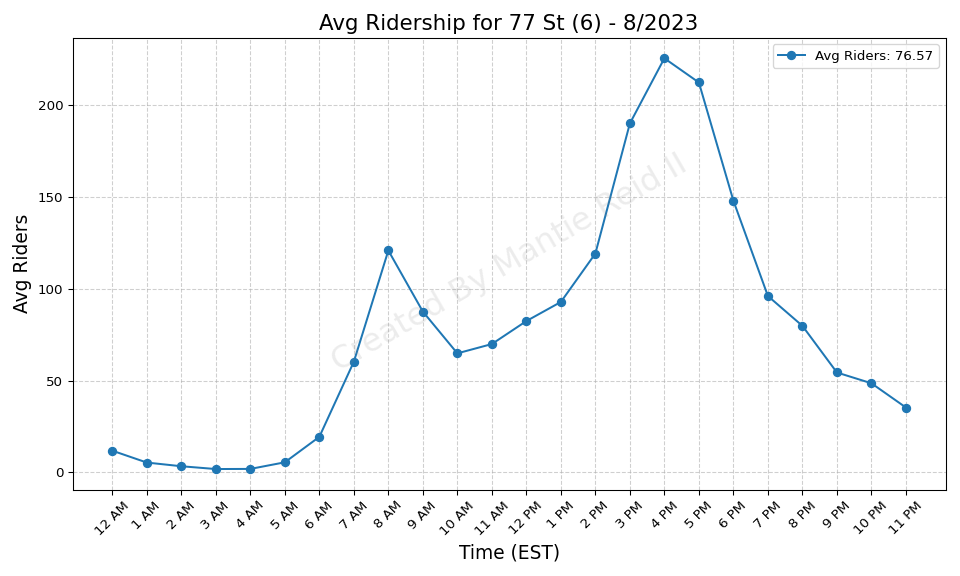 Avg Ridership for 77 St (6) - 8/2023
Avg Riders: 76.57
200
150
100
50
0
Avg Riders
Created By Mantle Reid II
12 AM
1 AM
2 AM
3 AM
4 AM
5 AM
6 AM
7 AM
8 AM
9 AM
10 AM
11 AM
12 PM
1 PM
2 PM
3 PM
4 PM
5 PM
6 PM
7 PM
8 PM
9 PM
10 PM
11 PM
Time (EST)